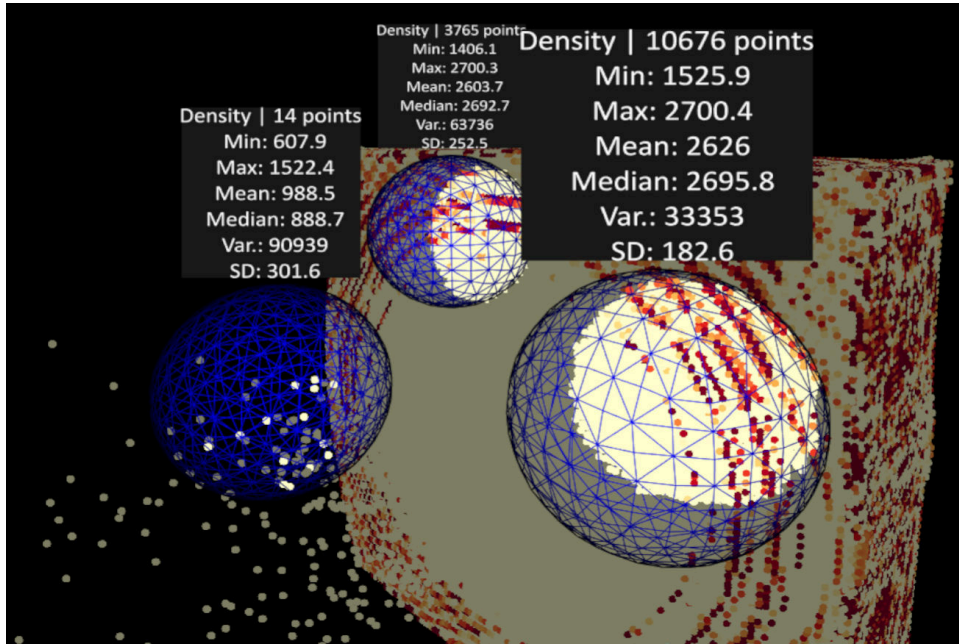 Density | 14 points
Min: 607.9
Max: 1522.4
Mean: 988.5
Median: 888.7
Var.: 90939
SD: 301.6
Density | 3765 points
Min: 1406.1
Max: 2700.3
Mean: 2603.7
Median: 2692.7
Var.: 63736
SD: 252.5
Density | 10676 points
Min: 1525.9
Max: 2700.4
Mean: 2626
Median: 2695.8
Var.: 33353
SD: 182.6